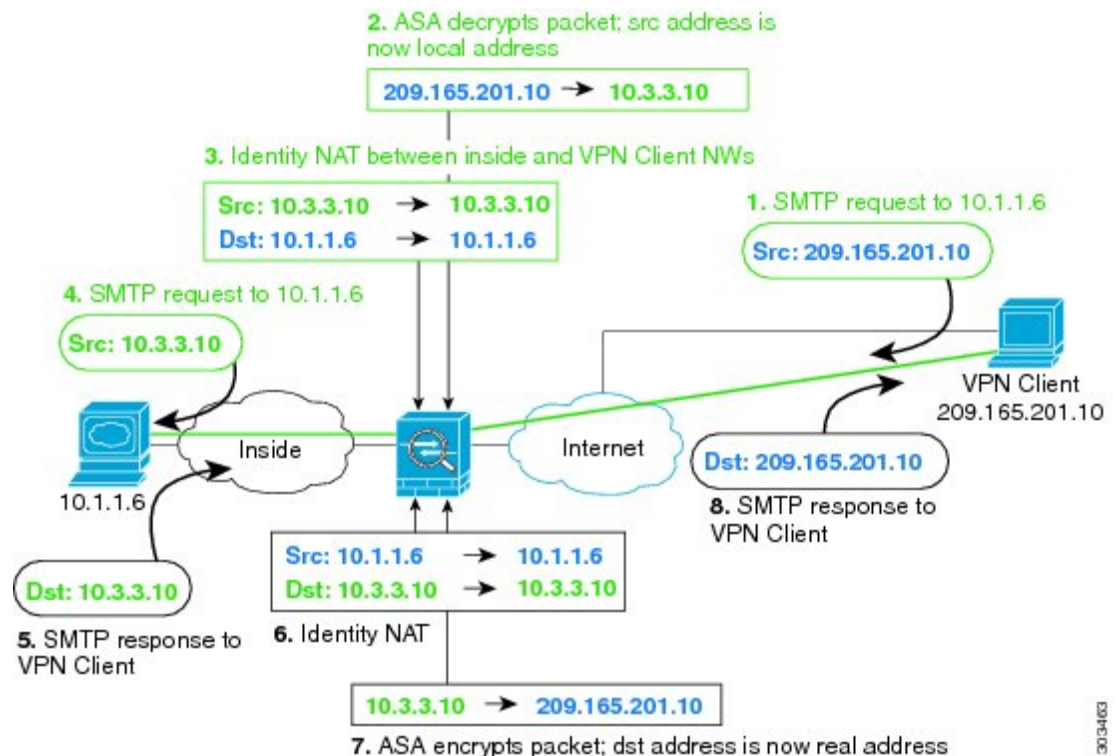 2. ASA decrypts packet; src address is
now local address
209.165.201.10 → 10.3.3.10
3. Identity NAT between inside and VPN Client NWs
Src: 10.3.3.10 → 10.3.3.10
Dst: 10.1.1.6 → 10.1.1.6
1. SMTP request to 10.1.1.6
Src: 209.165.201.10
4. SMTP request to 10.1.1.6
Src: 10.3.3.10
VPN Client
209.165.201.10
Inside
Internet
10.1.1.6
Dst: 209.165.201.10
8. SMTP response to
VPN Client
Src: 10.1.1.6 → 10.1.1.6
Dst: 10.3.3.10 → 10.3.3.10
6. Identity NAT
Dst: 10.3.3.10
5. SMTP response to
VPN Client
10.3.3.10 → 209.165.201.10
7. ASA encrypts packet; dst address is now real address